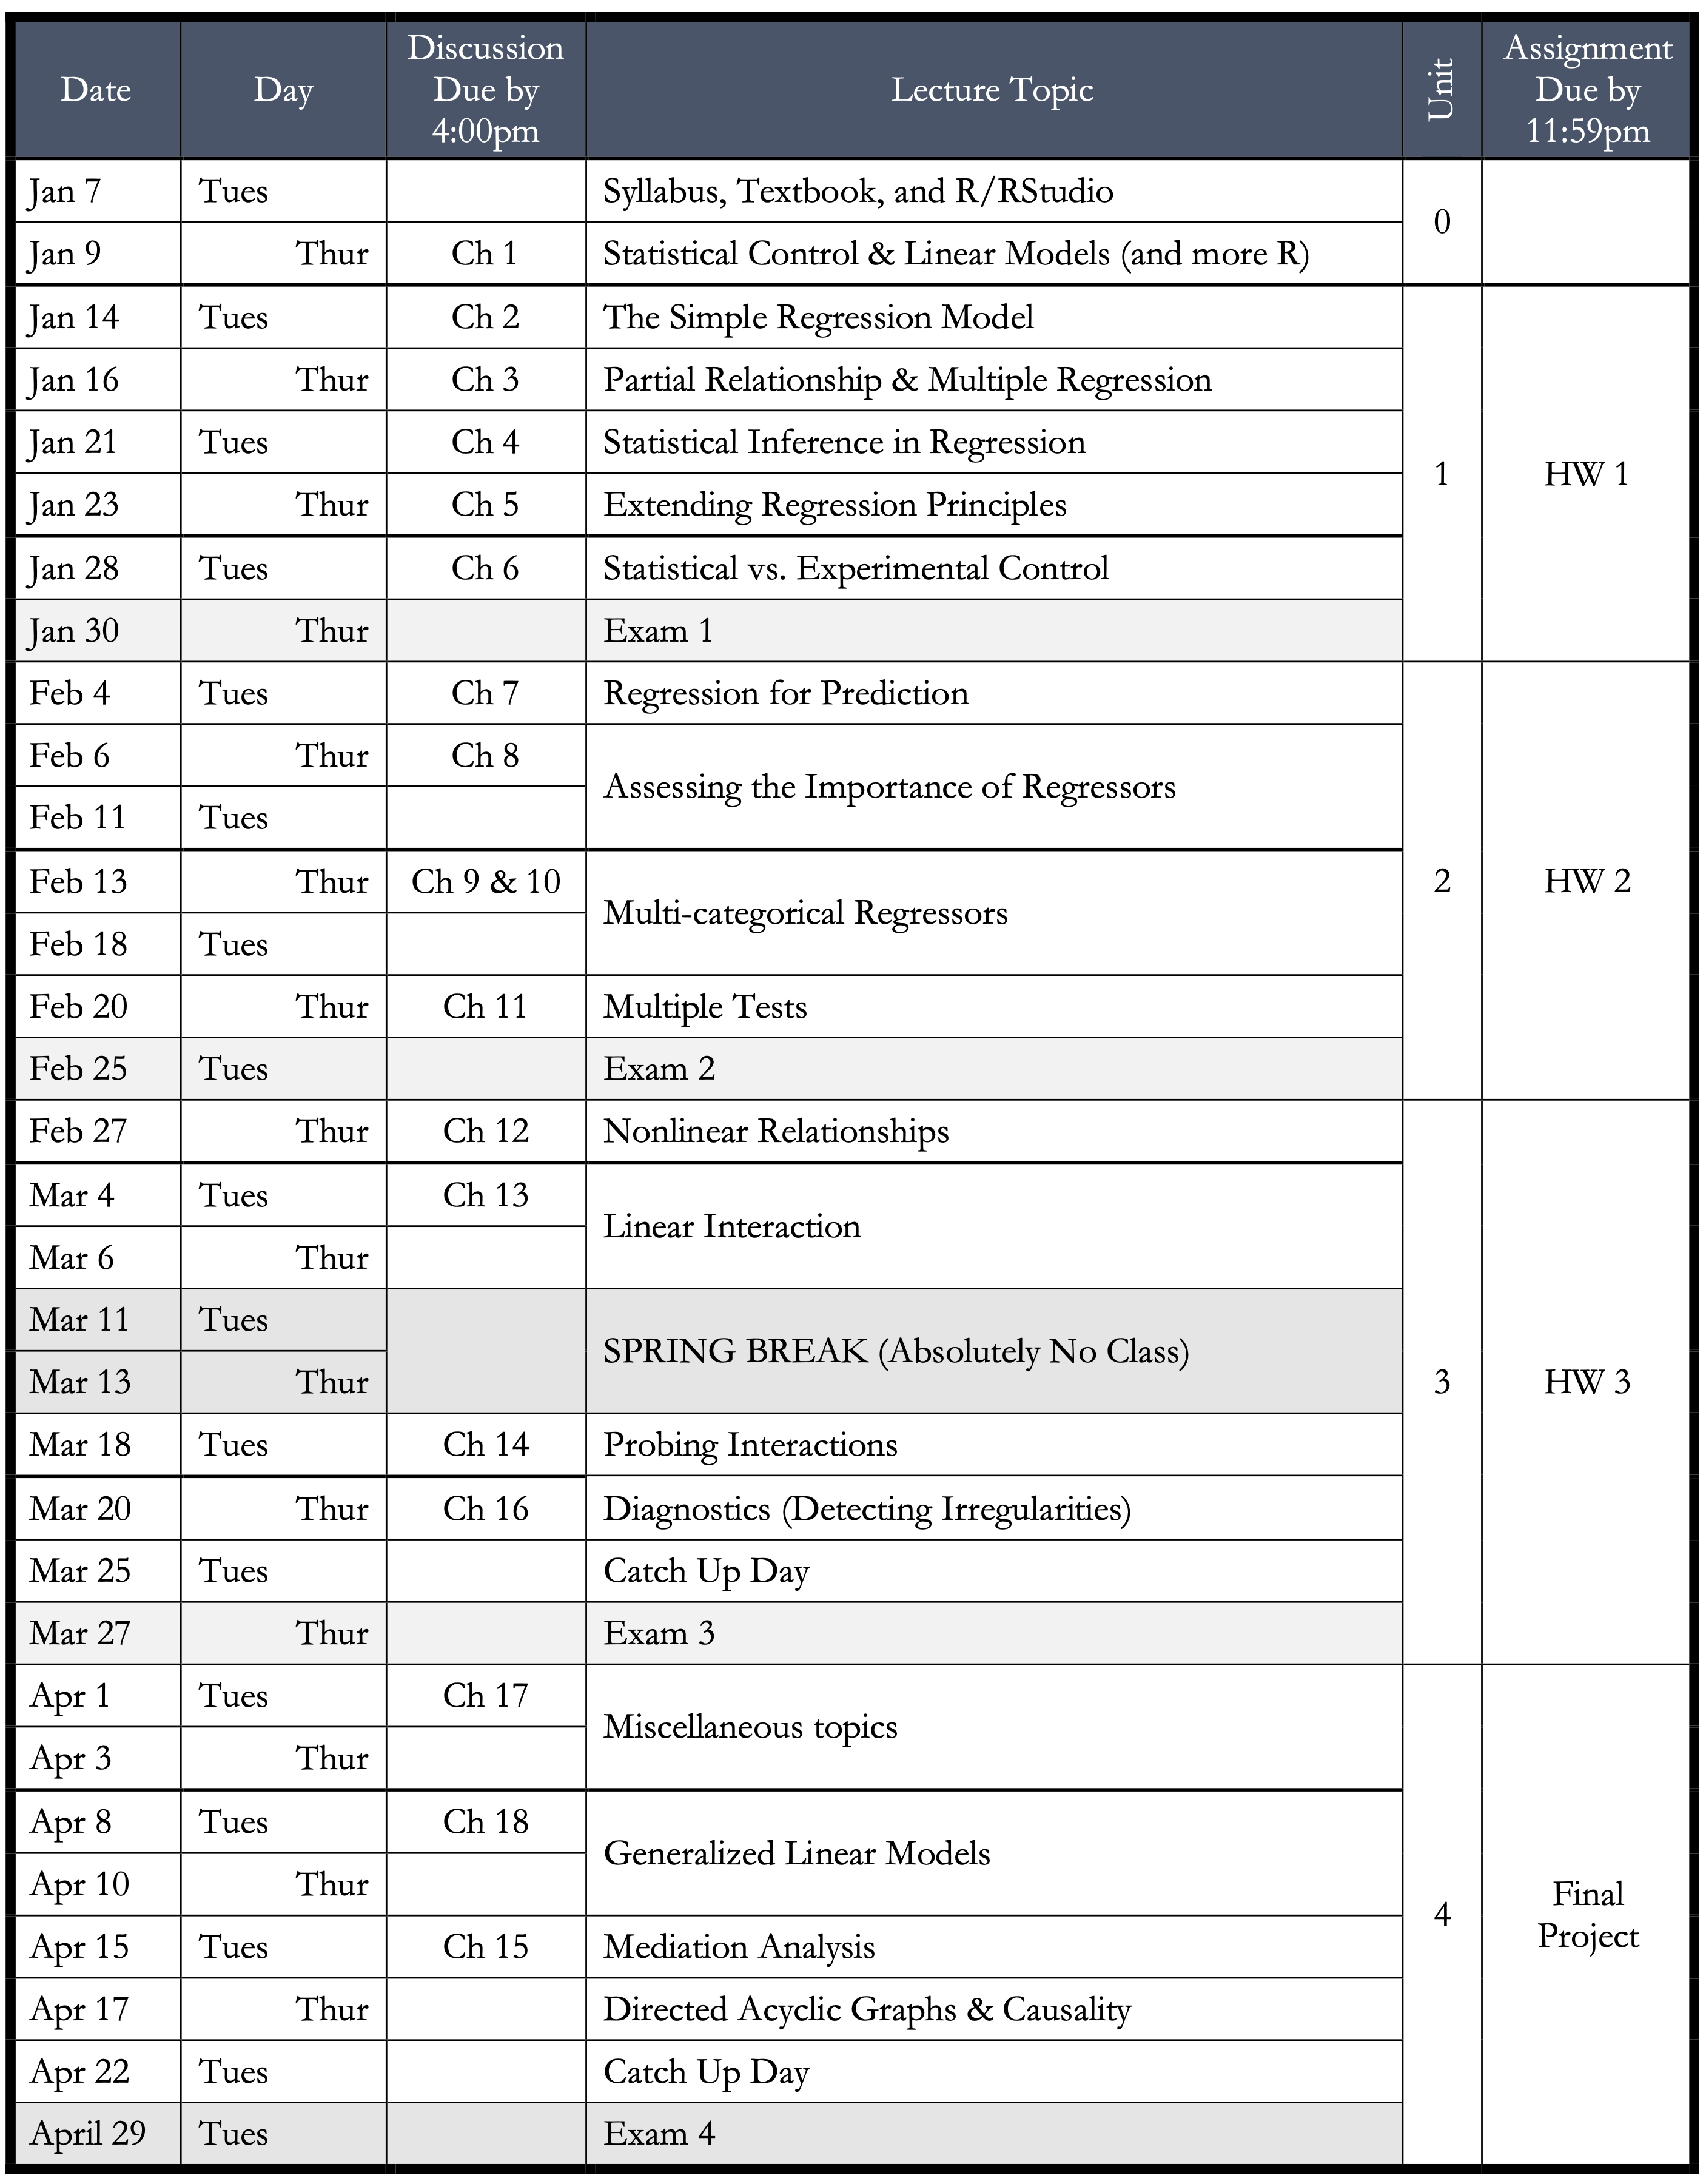 Date Day Discussion Due by 4:00pm Lecture Topic Unit Assignment Due by 11:59pm
Jan 7 Tues Syllabus, Textbook, and R/RStudio 0
Jan 9 Thur Ch 1 Statistical Control & Linear Models (and more R)
Jan 14 Tues Ch 2 The Simple Regression Model
Jan 16 Thur Ch 3 Partial Relationship & Multiple Regression
Jan 21 Tues Ch 4 Statistical Inference in Regression 1 HW 1
Jan 23 Thur Ch 5 Extending Regression Principles
Jan 28 Tues Ch 6 Statistical vs. Experimental Control
Jan 30 Thur Exam 1
Feb 4 Tues Ch 7 Regression for Prediction
Feb 6 Thur Ch 8 Assessing the Importance of Regressors
Feb 11 Tues
Feb 13 Thur Ch 9 & 10 Multi-categorical Regressors 2 HW 2
Feb 18 Tues
Feb 20 Thur Ch 11 Multiple Tests
Feb 25 Tues Exam 2
Feb 27 Thur Ch 12 Nonlinear Relationships
Mar 4 Tues Ch 13 Linear Interaction
Mar 6 Thur
Mar 11 Tues SPRING BREAK (Absolutely No Class)
Mar 13 Thur 3 HW 3
Mar 18 Tues Ch 14 Probing Interactions
Mar 20 Thur Ch 16 Diagnostics (Detecting Irregularities)
Mar 25 Tues Catch Up Day
Mar 27 Thur Exam 3
Apr 1 Tues Ch 17 Miscellaneous topics
Apr 3 Thur
Apr 8 Tues Ch 18 Generalized Linear Models
Apr 10 Thur
Apr 15 Tues Ch 15 Mediation Analysis 4 Final Project
Apr 17 Thur Directed Acyclic Graphs & Causality
Apr 22 Tues Catch Up Day
April 29 Tues Exam 4